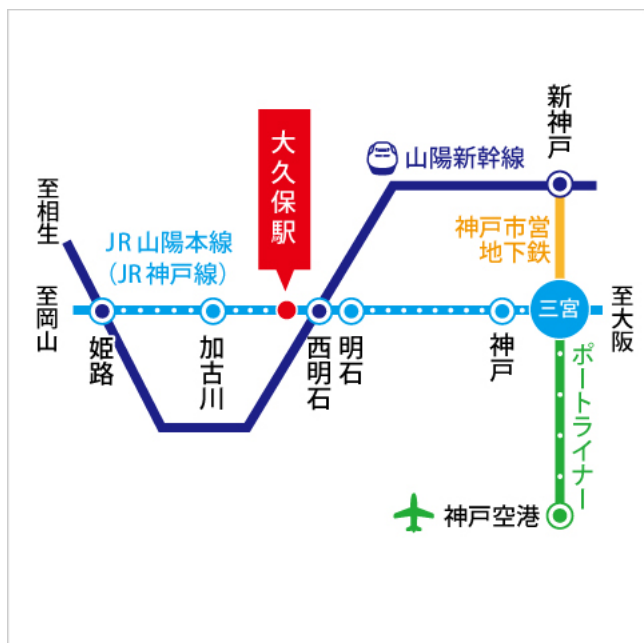 新神戸
大久保駅
山陽新幹線
至相生
JR山陽本線
（JR神戸線）
神戸市営
地下鉄
至岡山
三宮
至大阪
姫路
加古川
西明石
明石
神戸
ポートライナー
神戸空港